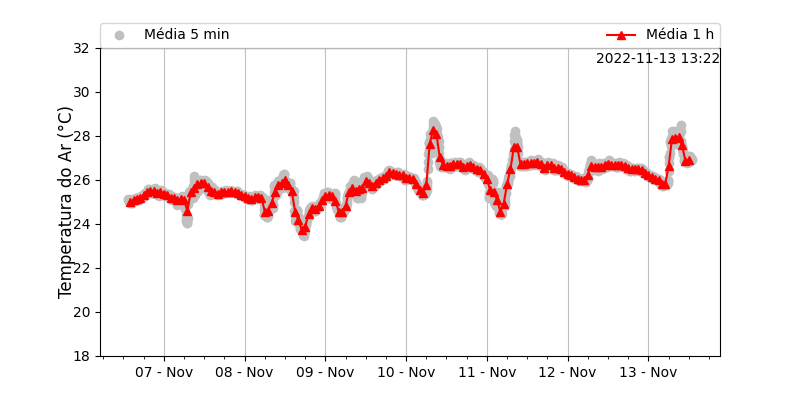 Média 5 min
Média 1 h
2022-11-13 13:22
Temperatura do Ar (°C)
32
30
28
26
24
22
20
18
07 - Nov
08 - Nov
09 - Nov
10 - Nov
11 - Nov
12 - Nov
13 - Nov